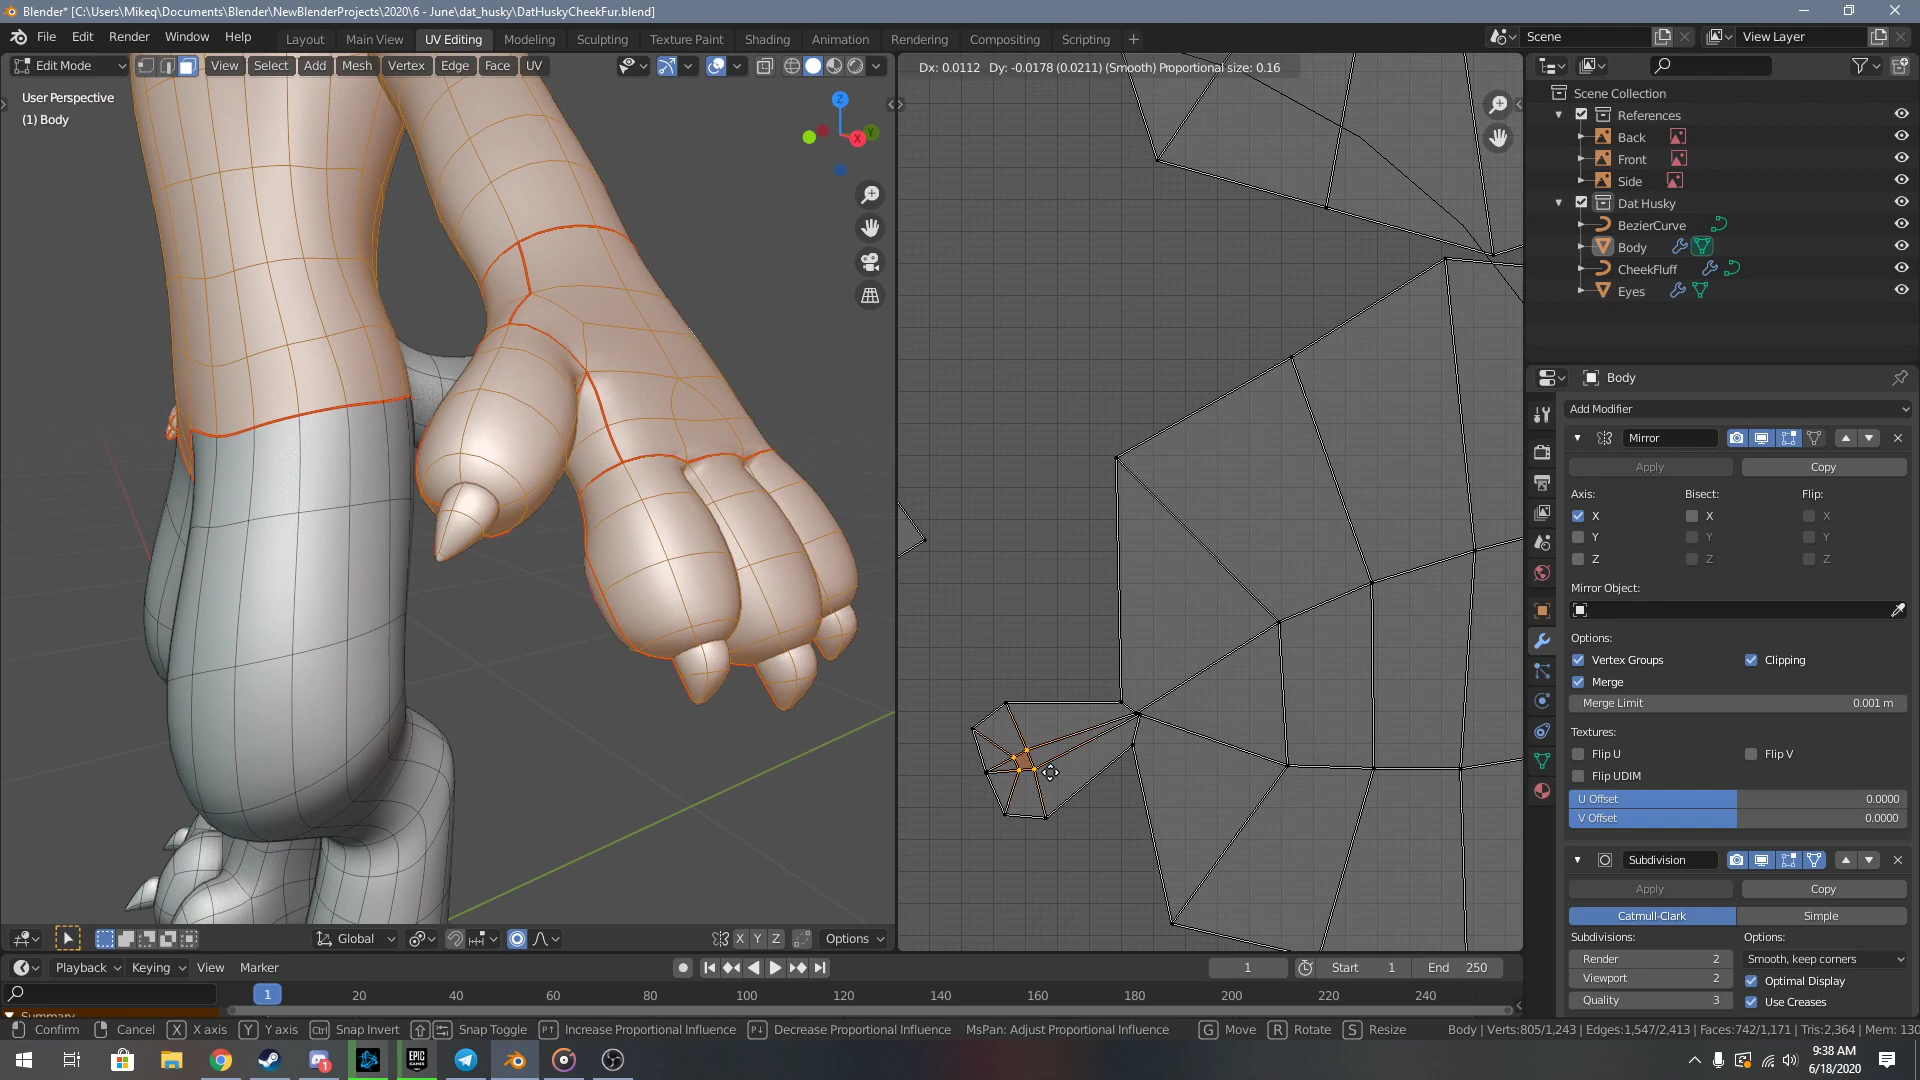 Blender* [C:\Users\Mikeq\Documents\Blender\NewBlenderProjects\2020\6 - June\dat_husky\DatHuskyCheekFur.blend]
File Edit Render Window Help Layout Main View UV Editing Modeling Sculpting Texture Paint Shading Animation Rendering Compositing Scripting + Scene View Layer
Edit Mode View Select Add Mesh Vertex Edge Face UV
Dx: 0.0112 Dy: -0.0178 (0.0211) (Smooth) Proportional size: 0.16
User Perspective
(1) Body
Z
Y
X
Scene Collection
References
Back
Front
Side
Dat Husky
BezierCurve
Body
CheekFluff
Eyes
Body
Add Modifier
Mirror
Apply Copy
Axis: Bisect: Flip:
X X X
Y Y Y
Z Z Z
Mirror Object:
Options:
Vertex Groups Clipping
Merge
Merge Limit 0.001 m
Textures:
Flip U Flip V
Flip UDIM
U Offset 0.0000
V Offset 0.0000
Subdivision
Apply Copy
Catmull-Clark Simple
Subdivisions: Options:
Render 2 Smooth, keep corners
Viewport 2 Optimal Display
Quality 3 Use Creases
Global X Y Z Options
Playback Keying View Marker 1 Start 1 End 250
1 20 40 60 80 100 120 140 160 180 200 220 240
Summary
Confirm Cancel X X axis Y Y axis Ctrl Snap Invert Snap Toggle P↑ Increase Proportional Influence P↓ Decrease Proportional Influence MsPan: Adjust Proportional Influence G Move R Rotate S Resize Body | Verts:805/1,243 | Edges:1,547/2,413 | Faces:742/1,171 | Tris:2,364 | Mem: 130
1
EPIC GAMES
9:38 AM
6/18/2020